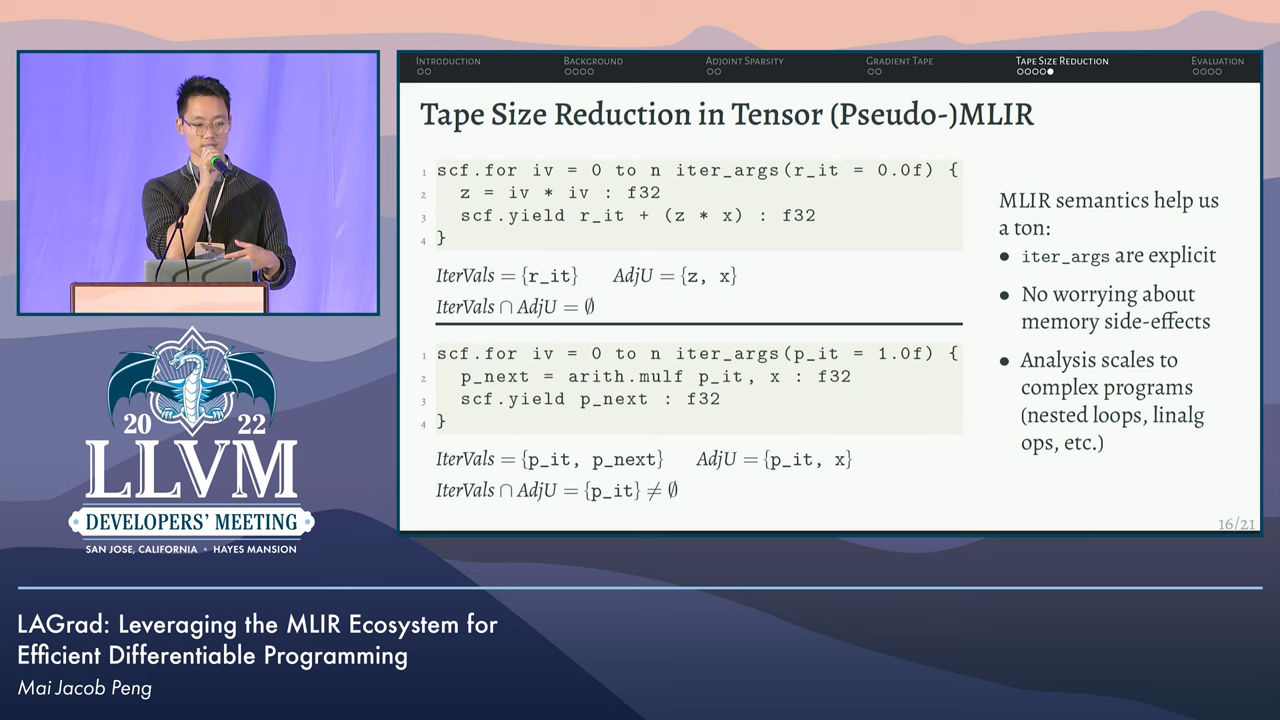 INTRODUCTION
BACKGROUND
ADJOINT SPARSITY
GRADIENT TAPE
TAPE SIZE REDUCTION
EVALUATION
Tape Size Reduction in Tensor (Pseudo-)MLIR
1 scf.for iv = 0 to n iter_args(r_it = 0.0f) {
2 z = iv * iv : f32
3 scf.yield r_it + (z * x) : f32
4 }
IterVals = {r_it} AdjU = {z, x}
IterVals ∩ AdjU = ∅
1 scf.for iv = 0 to n iter_args(p_it = 1.0f) {
2 p_next = arith.mulf p_it, x : f32
3 scf.yield p_next : f32
4 }
IterVals = {p_it, p_next} AdjU = {p_it, x}
IterVals ∩ AdjU = {p_it} ≠ ∅
MLIR semantics help us
a ton:
• iter_args are explicit
• No worrying about
memory side-effects
• Analysis scales to
complex programs
(nested loops, linalg
ops, etc.)
16/21
20 22
LLVM
DEVELOPERS' MEETING
SAN JOSE, CALIFORNIA • HAYES MANSION
LAGrad: Leveraging the MLIR Ecosystem for
Efficient Differentiable Programming
Mai Jacob Peng